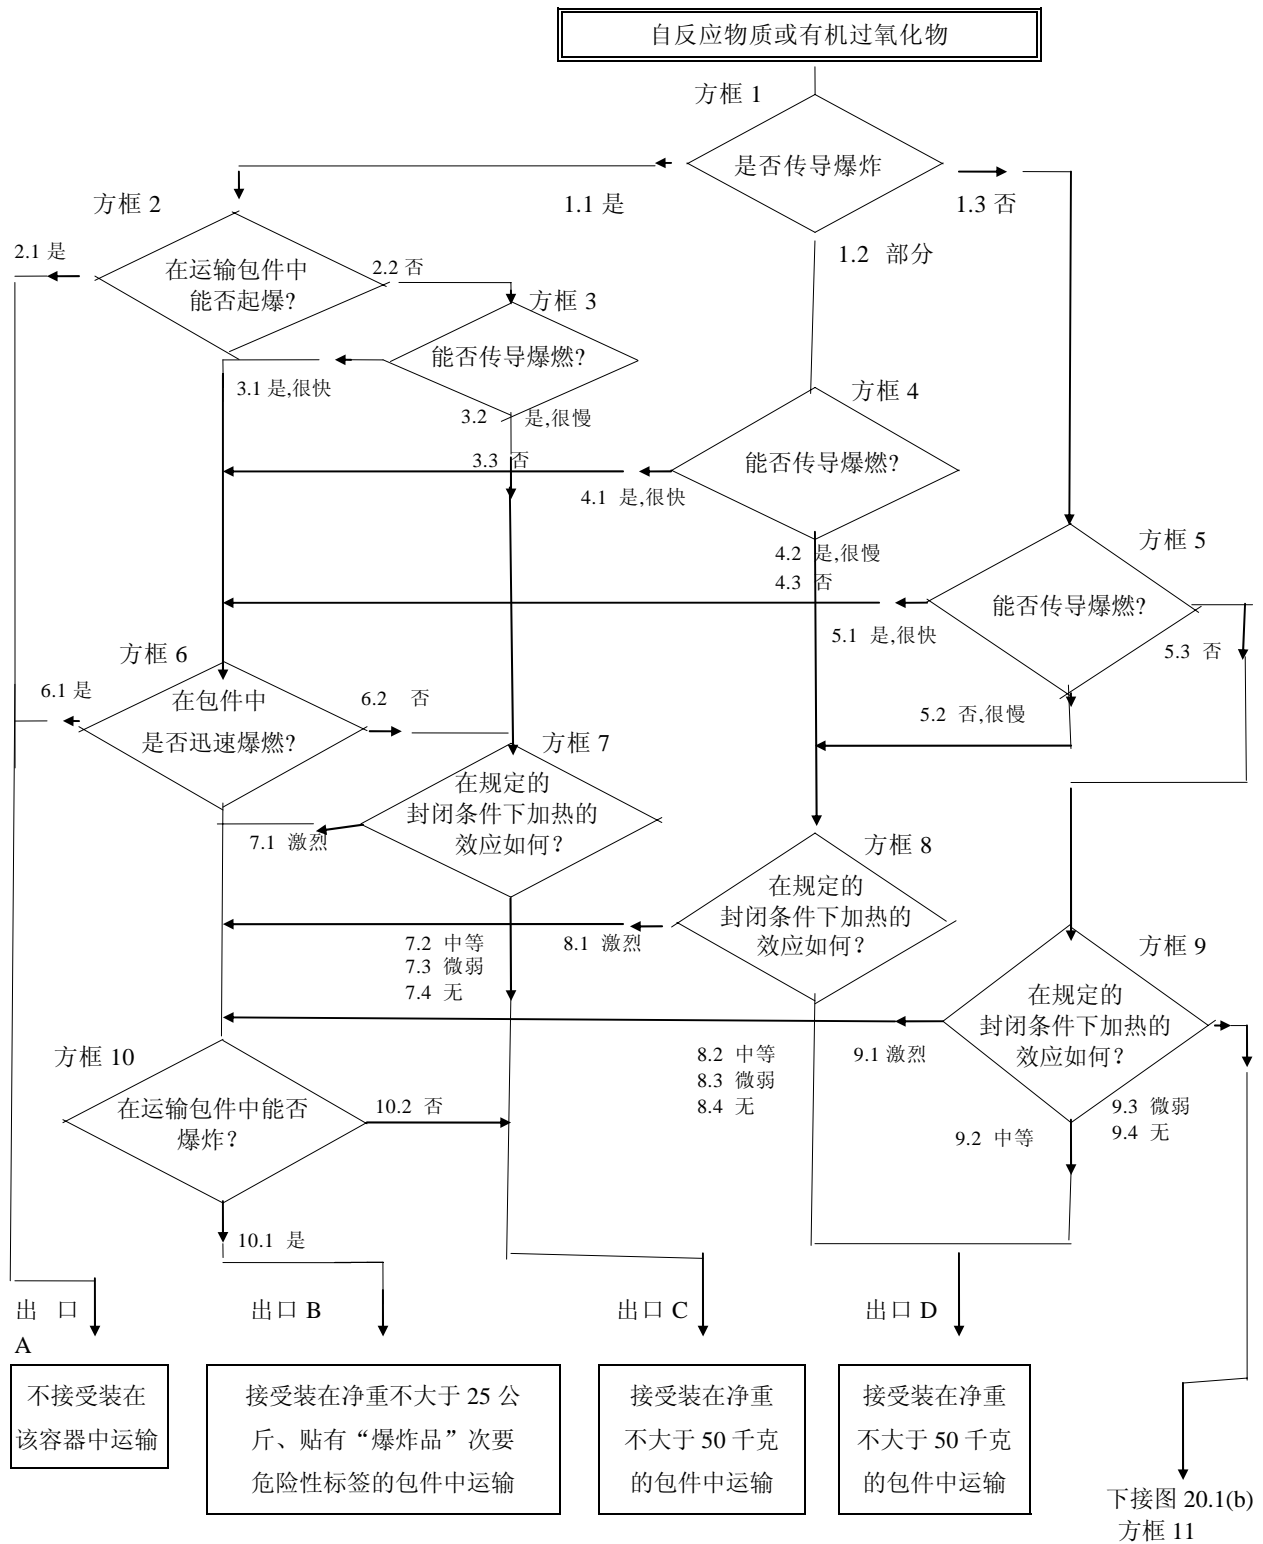 自反应物质或有机过氧化物
方框 1
是否传导爆炸
1.1 是
1.3 否
1.2 部分
方框 2
2.1 是
在运输包件中
能否起爆?
2.2 否
方框 3
能否传导爆燃?
3.1 是,很快
3.2 是,很慢
3.3 否
方框 4
能否传导爆燃?
4.1 是,很快
4.2 是,很慢
4.3 否
方框 5
能否传导爆燃?
5.1 是,很快
5.3 否
5.2 否,很慢
方框 6
6.1 是
在包件中
是否迅速爆燃?
6.2 否
方框 7
在规定的
封闭条件下加热的
效应如何?
7.1 激烈
7.2 中等
7.3 微弱
7.4 无
方框 8
在规定的
封闭条件下加热的
效应如何?
8.1 激烈
8.2 中等
8.3 微弱
8.4 无
方框 9
在规定的
封闭条件下加热的
效应如何?
9.1 激烈
9.2 中等
9.3 微弱
9.4 无
方框 10
在运输包件中能否
爆炸?
10.2 否
10.1 是
出 口
A
出口 B
出口 C
出口 D
不接受装在
该容器中运输
接受装在净重不大于 25 公
斤、贴有“爆炸品”次要
危险性标签的包件中运输
接受装在净重
不大于 50 千克
的包件中运输
接受装在净重
不大于 50 千克
的包件中运输
下接图 20.1(b)
方框 11